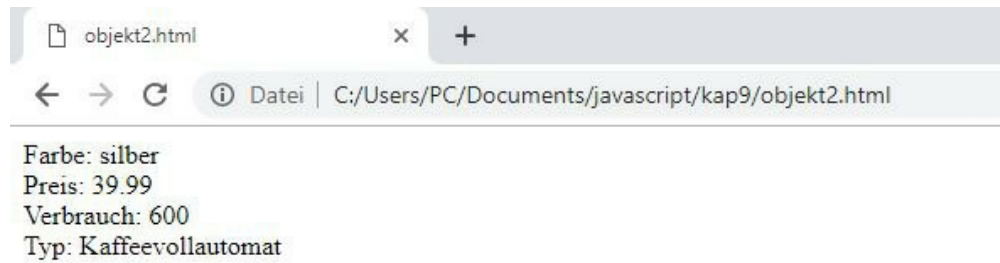 objekt2.html
Datei | C:/Users/PC/Documents/javascript/kap9/objekt2.html
Farbe: silber
Preis: 39.99
Verbrauch: 600
Typ: Kaffeevollautomat